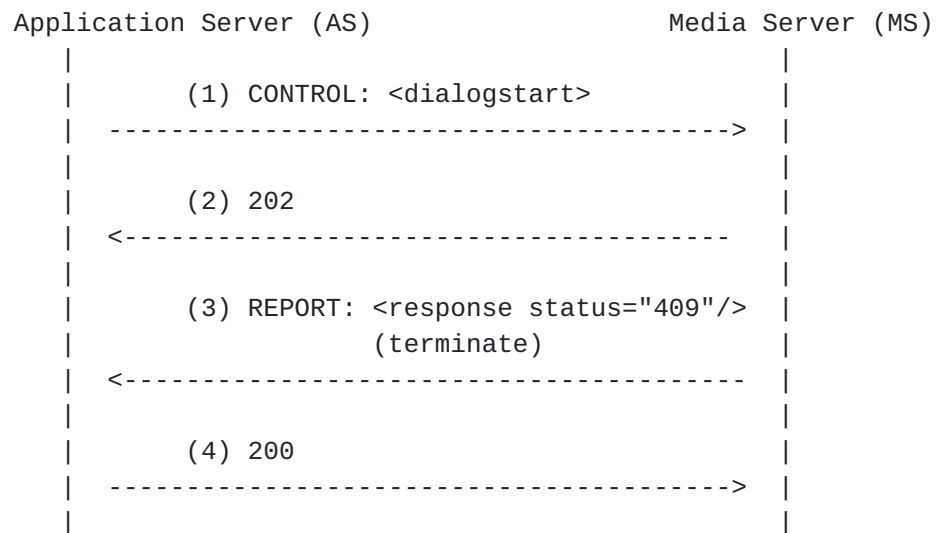 Application Server (AS) Media Server (MS)
(1) CONTROL: <dialogstart>
(2) 202
(3) REPORT: <response status="409"/>
(terminate)
(4) 200